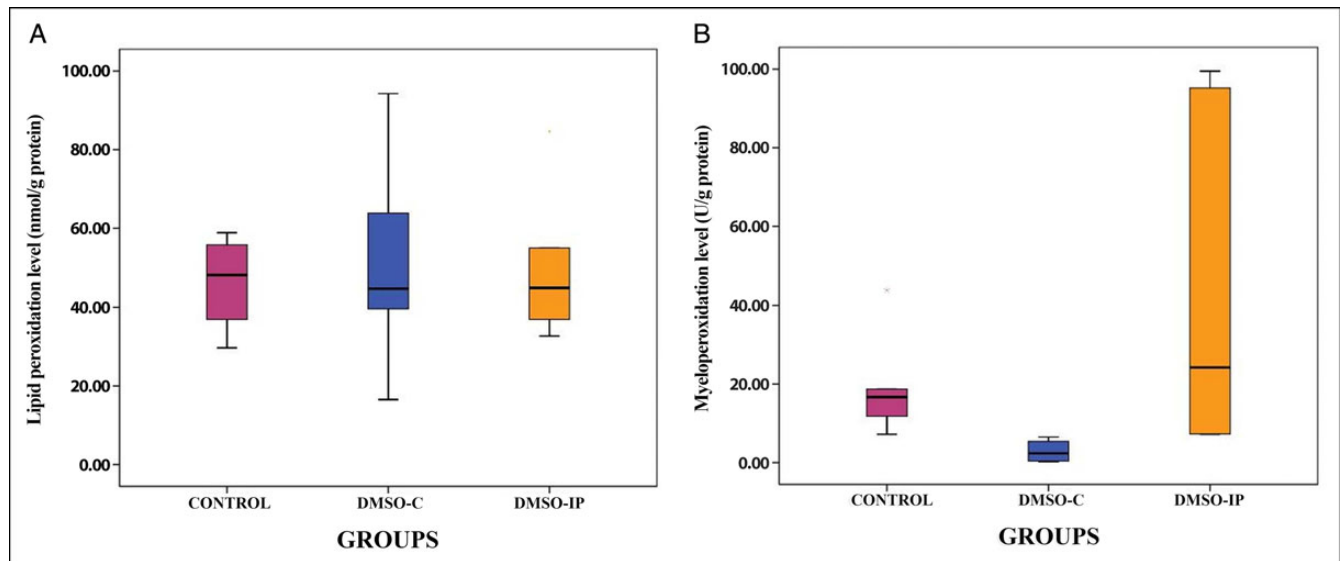 A
Lipid peroxidation level (nmol/g protein)
100.00
80.00
60.00
40.00
20.00
0.00
CONTROL DMSO-C DMSO-IP
GROUPS
B
Myeloperoxidation level (U/g protein)
100.00
80.00
60.00
40.00
20.00
0.00
CONTROL DMSO-C DMSO-IP
GROUPS